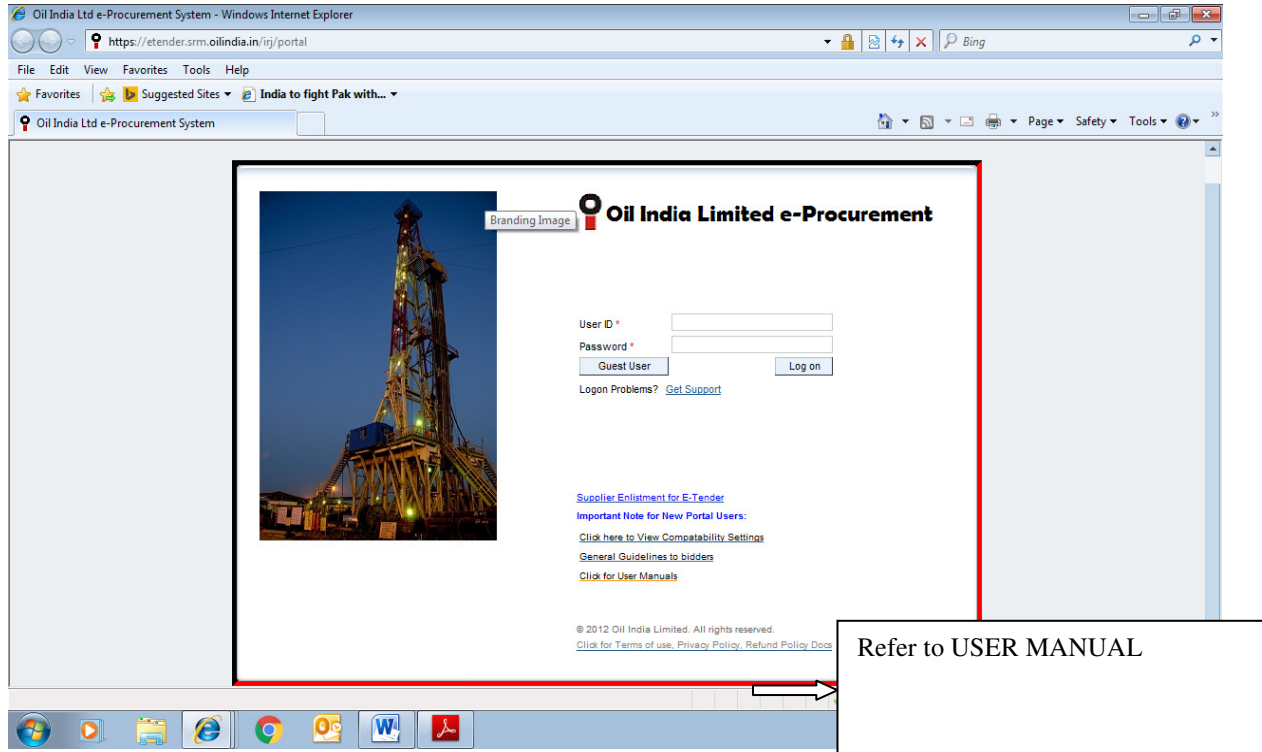 Oil India Ltd e-Procurement System - Windows Internet Explorer
https://etender.srm.oilindia.in/irj/portal
Bing
File Edit View Favorites Tools Help
Favorites Suggested Sites India to fight Pak with...
Oil India Ltd e-Procurement System
Page Safety Tools
Branding Image
Oil India Limited e-Procurement
User ID *
Password *
Guest User Log on
Logon Problems? Get Support
Supplier Enlistment for E-Tender
Important Note for New Portal Users:
Click here to View Compatability Settings
General Guidelines to bidders
Click for User Manuals
© 2012 Oil India Limited. All rights reserved.
Click for Terms of use, Privacy Policy, Refund Policy Docs
Refer to USER MANUAL